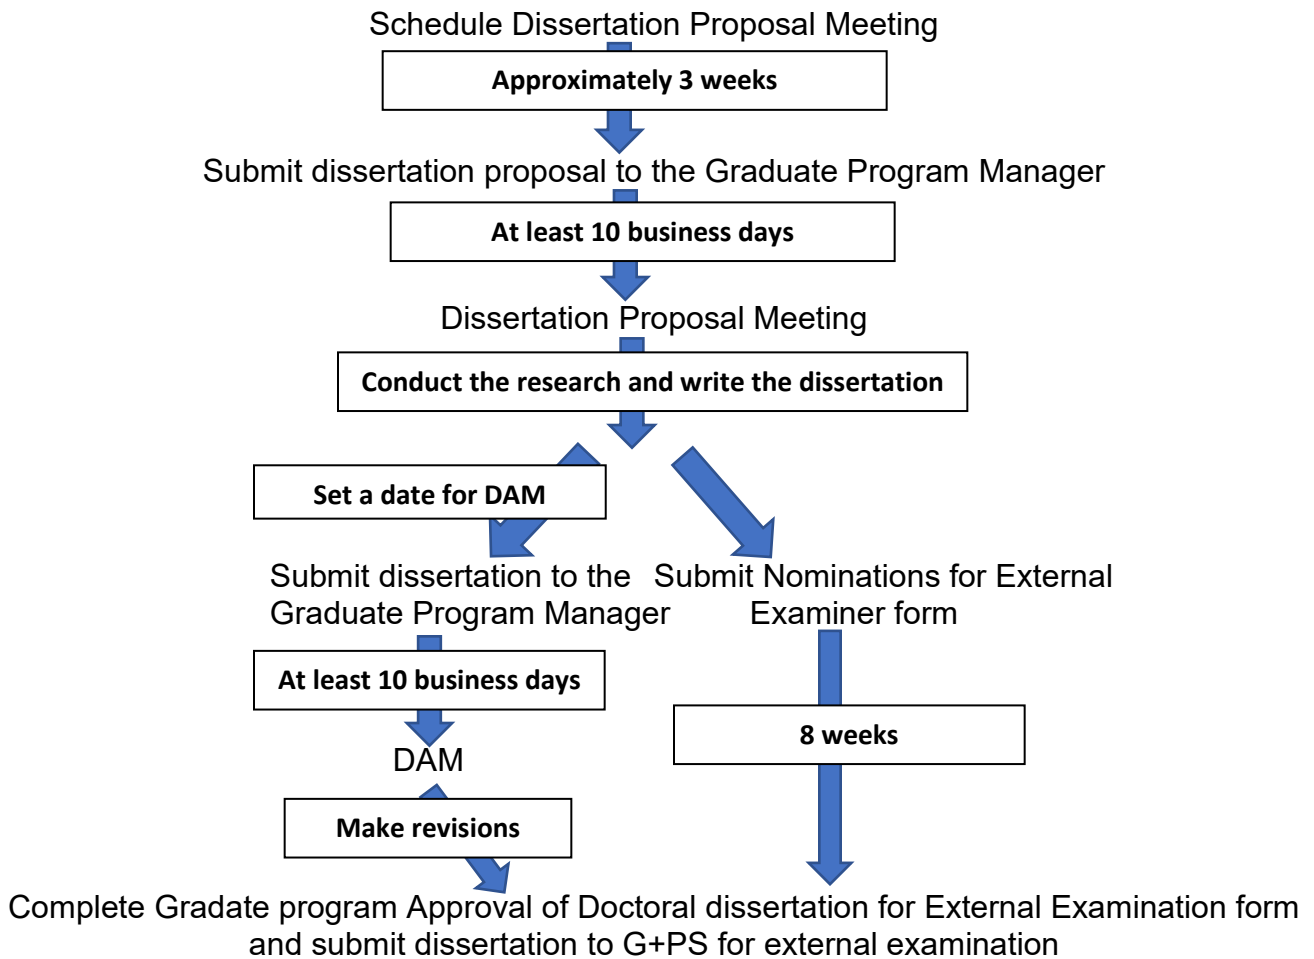 Schedule Dissertation Proposal Meeting
Approximately 3 weeks
Submit dissertation proposal to the Graduate Program Manager
At least 10 business days
Dissertation Proposal Meeting
Conduct the research and write the dissertation
Set a date for DAM
Submit dissertation to the
Graduate Program Manager
Submit Nominations for External
Examiner form
At least 10 business days
8 weeks
DAM
Make revisions
Complete Gradate program Approval of Doctoral dissertation for External Examination form
and submit dissertation to G+PS for external examination